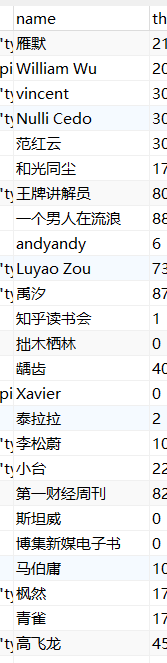 name th
'ty 雁默 21
pi William Wu 20
'ty vincent 30
'ty Nulli Cedo 30
范红云 30
和光同尘 17
'ty 王牌讲解员 80
一个男人在流浪 88
andyandy 6
'ty Luyao Zou 73
'ty 禹汐 87
知乎读书会 1
拙木栖林 0
龋齿 40
pi Xavier 0
泰拉拉 2
'ty 李松蔚 10
'ty 小台 22
第一财经周刊 82
斯坦威 0
博集新媒电子书 0
马伯庸 10
'ty 枫然 17
青雀 17
'ty 高飞龙 45